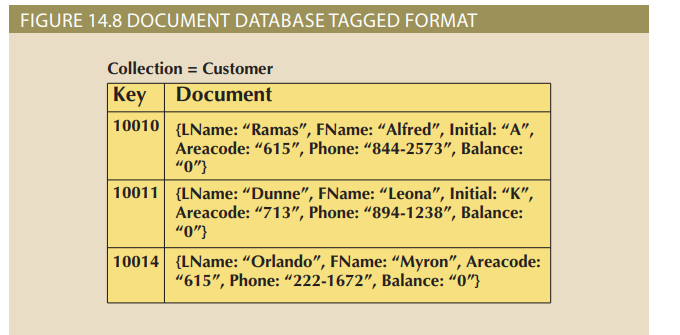 FIGURE 14.8 DOCUMENT DATABASE TAGGED FORMAT
Collection = Customer
Key Document
10010 {LName: “Ramas”, FName: “Alfred”, Initial: “A”,
Areacode: “615”, Phone: “844-2573”, Balance:
“0”}
10011 {LName: “Dunne”, FName: “Leona”, Initial: “K”,
Areacode: “713”, Phone: “894-1238”, Balance:
“0”}
10014 {LName: “Orlando”, FName: “Myron”, Areacode:
“615”, Phone: “222-1672”, Balance: “0”}